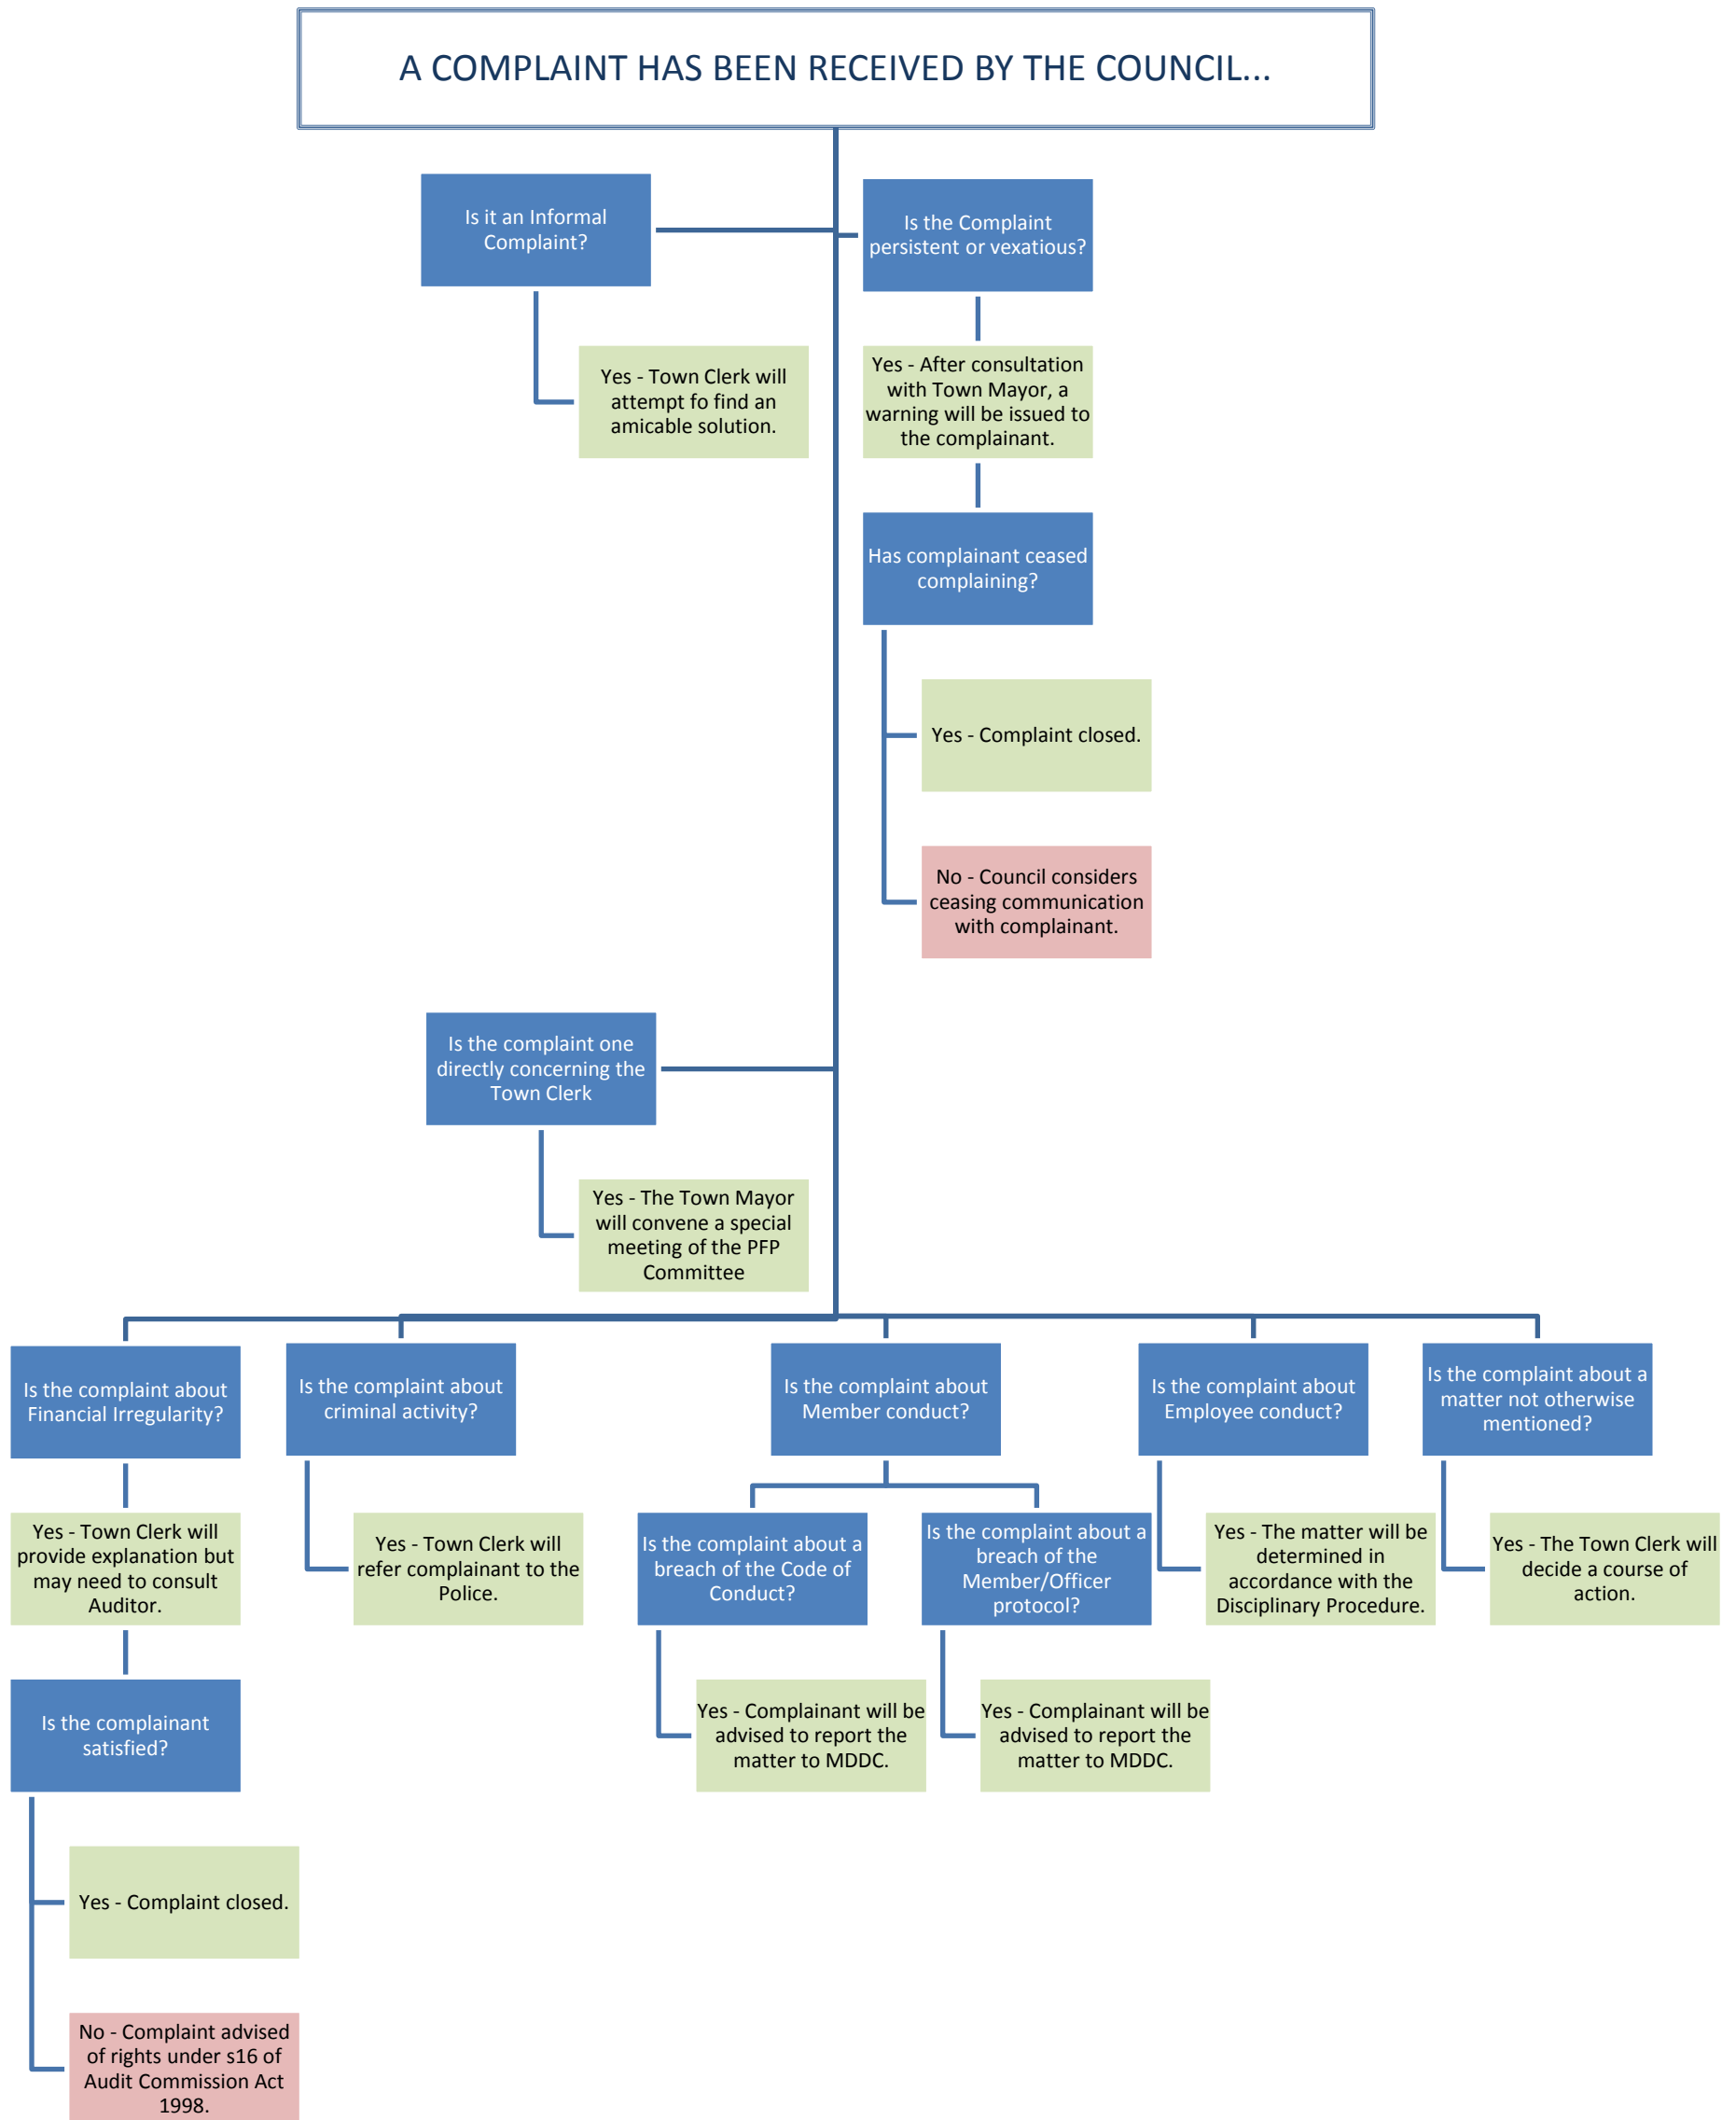 A COMPLAINT HAS BEEN RECEIVED BY THE COUNCIL...
Is it an Informal
Complaint?
Is the Complaint
persistent or vexatious?
Yes - Town Clerk will
attempt fo find an
amicable solution.
Yes - After consultation
with Town Mayor, a
warning will be issued to
the complainant.
Has complainant ceased
complaining?
Yes - Complaint closed.
No - Council considers
ceasing communication
with complainant.
Is the complaint one
directly concerning the
Town Clerk
Yes - The Town Mayor
will convene a special
meeting of the PFP
Committee
Is the complaint about
Financial Irregularity?
Is the complaint about
criminal activity?
Is the complaint about
Member conduct?
Is the complaint about
Employee conduct?
Is the complaint about a
matter not otherwise
mentioned?
Yes - Town Clerk will
provide explanation but
may need to consult
Auditor.
Yes - Town Clerk will
refer complainant to the
Police.
Is the complaint about a
breach of the Code of
Conduct?
Is the complaint about a
breach of the
Member/Officer
protocol?
Yes - The matter will be
determined in
accordance with the
Disciplinary Procedure.
Yes - The Town Clerk will
decide a course of
action.
Is the complainant
satisfied?
Yes - Complainant will be
advised to report the
matter to MDDC.
Yes - Complainant will be
advised to report the
matter to MDDC.
Yes - Complaint closed.
No - Complaint advised
of rights under s16 of
Audit Commission Act
1998.